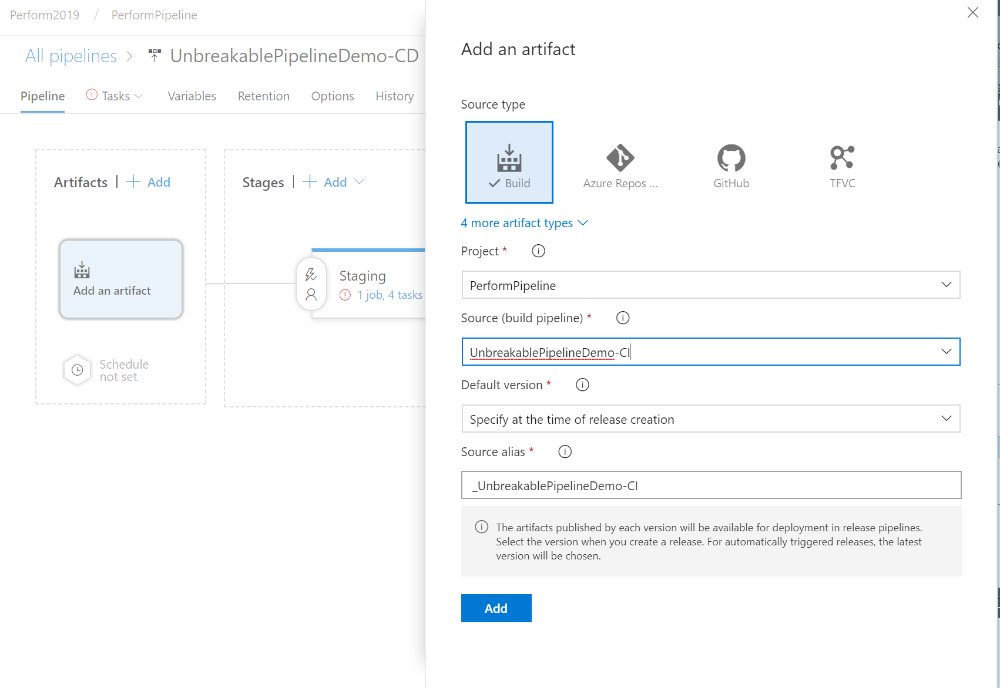 Perform2019 / PerformPipeline
All pipelines > UnbreakablePipelineDemo-CD
Pipeline Tasks Variables Retention Options History
Artifacts | + Add
Stages | + Add
Add an artifact
Schedule
not set
Staging
1 job, 4 tasks
Add an artifact
Source type
Build
Azure Repos ...
GitHub
TFVC
4 more artifact types
Project *
PerformPipeline
Source (build pipeline) *
UnbreakablePipelineDemo-CI
Default version *
Specify at the time of release creation
Source alias *
_UnbreakablePipelineDemo-CI
The artifacts published by each version will be available for deployment in release pipelines.
Select the version when you create a release. For automatically triggered releases, the latest
version will be chosen.
Add